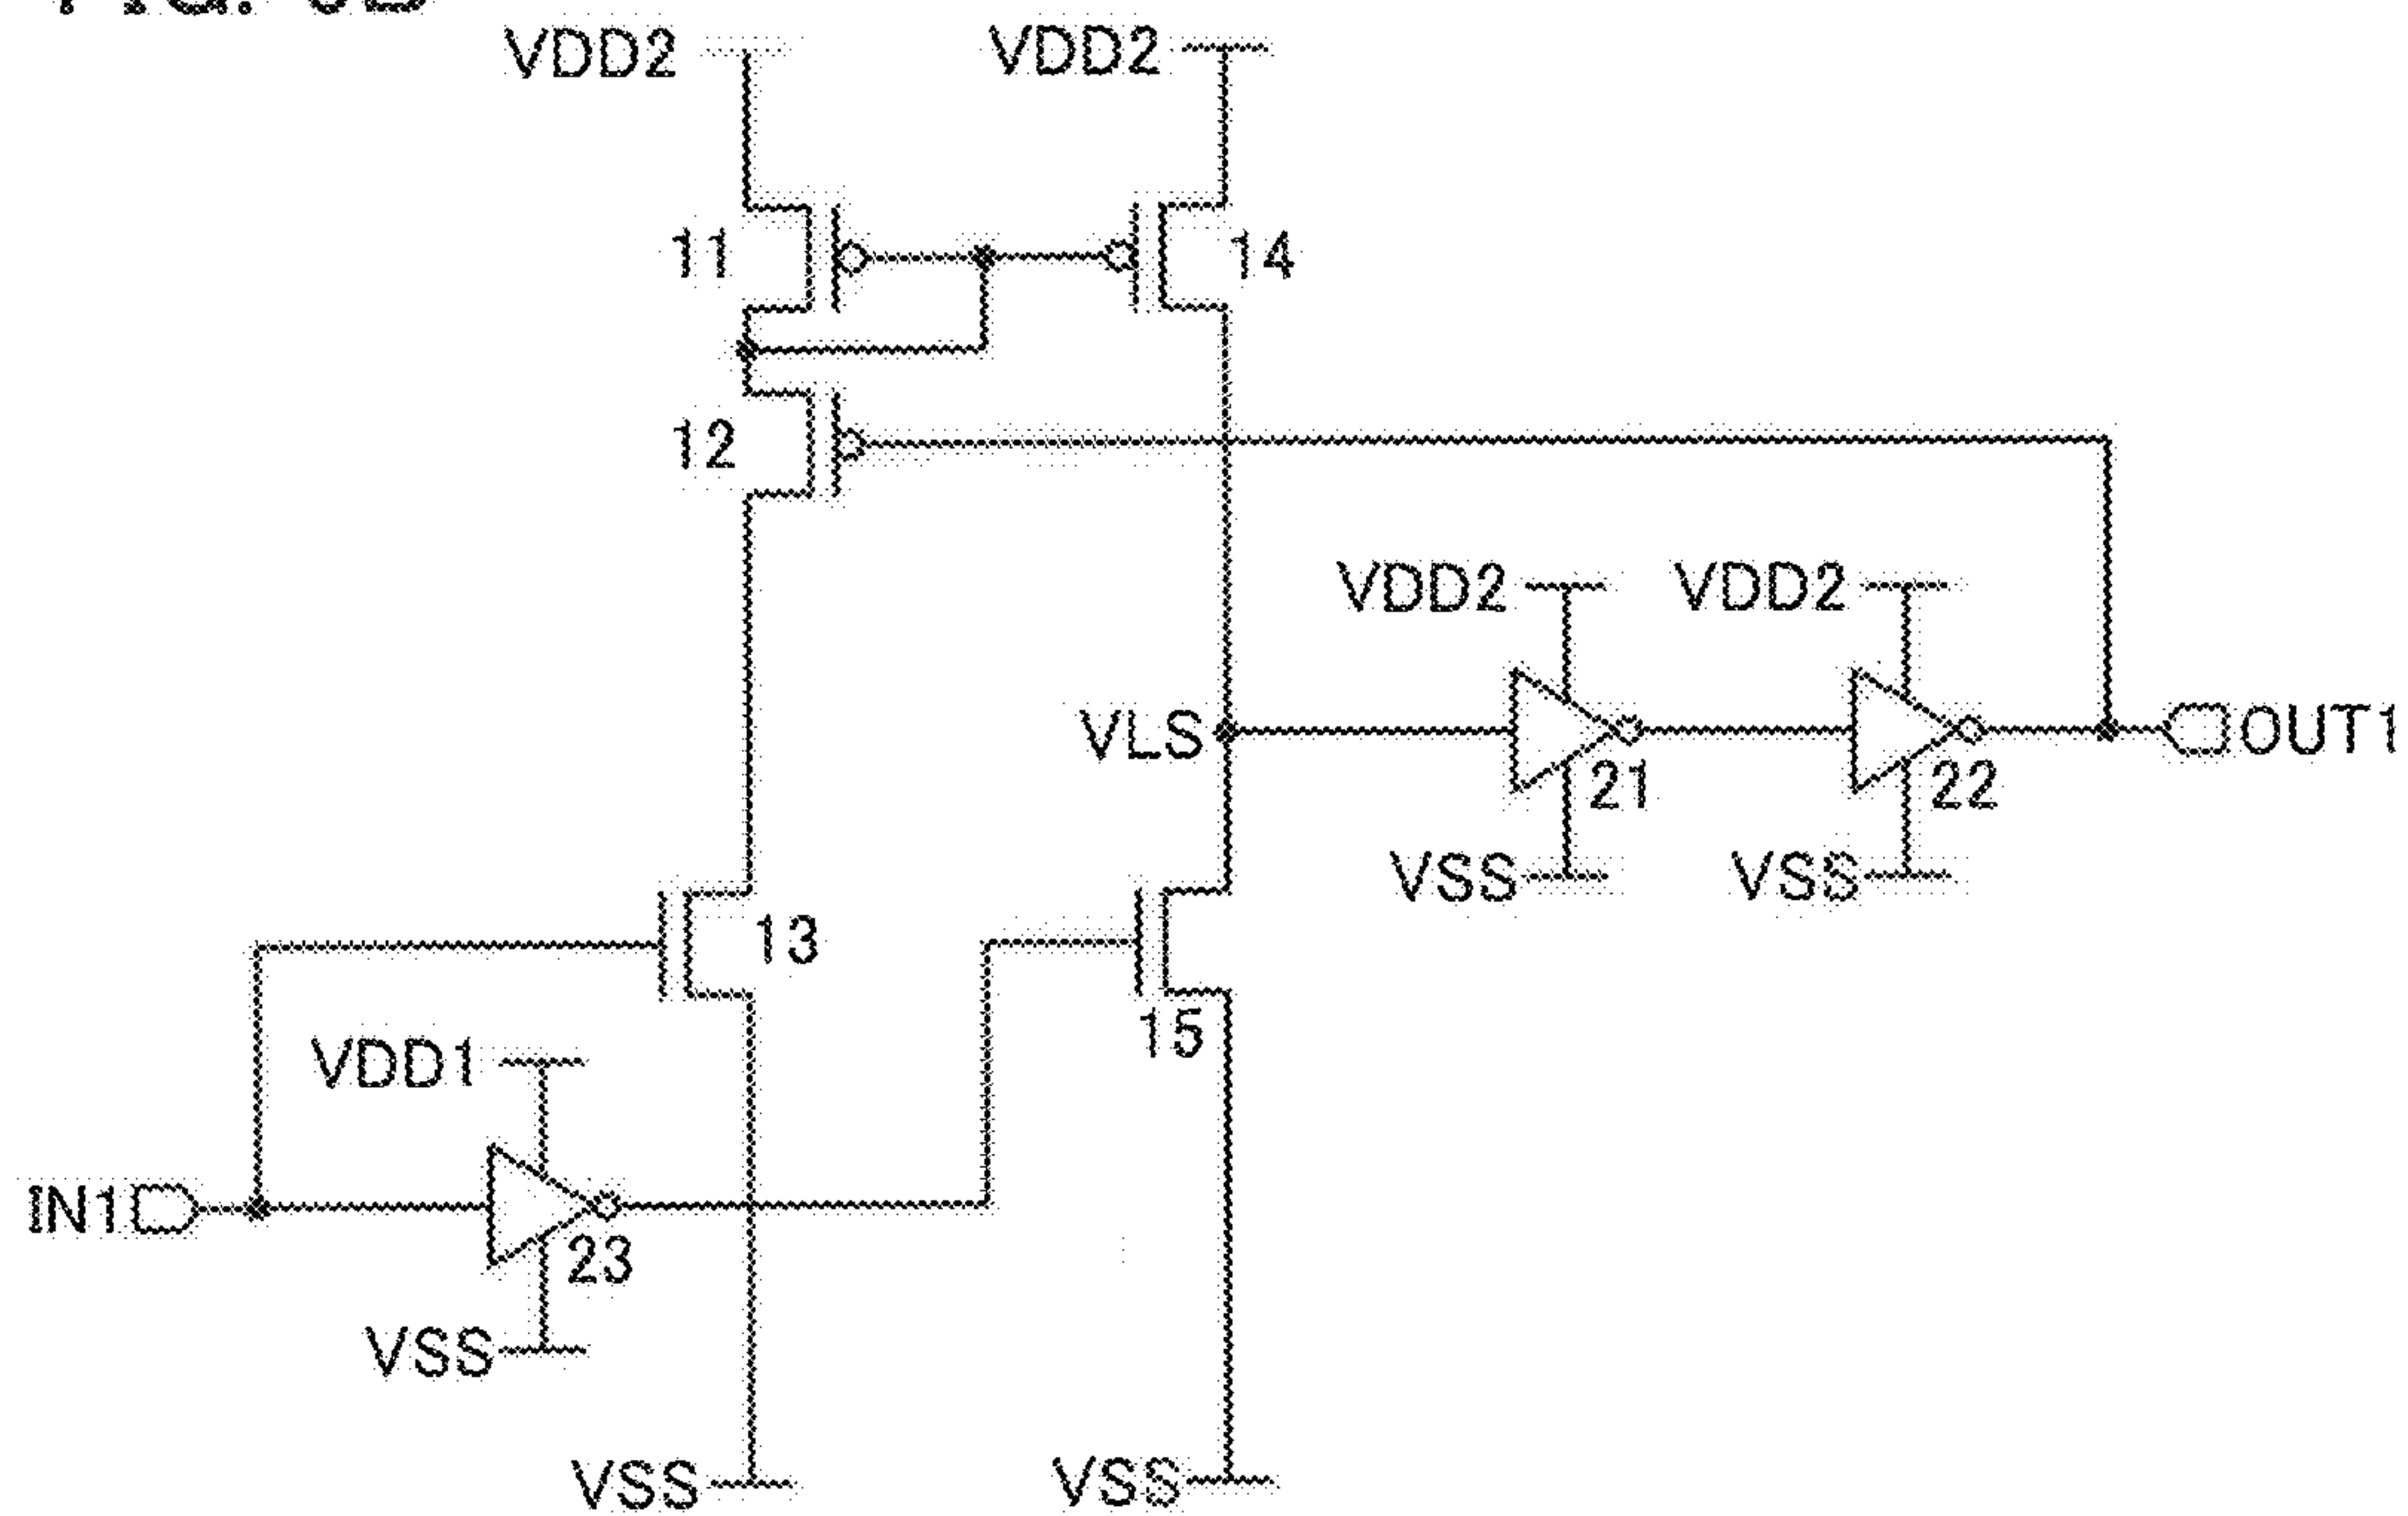 VDD2 VDD2
11 14
12
VDD2 VDD2
VLS OUT1
21 22
VSS VSS
13
15
VDD1
IN1
23
VSS
VSS VSS